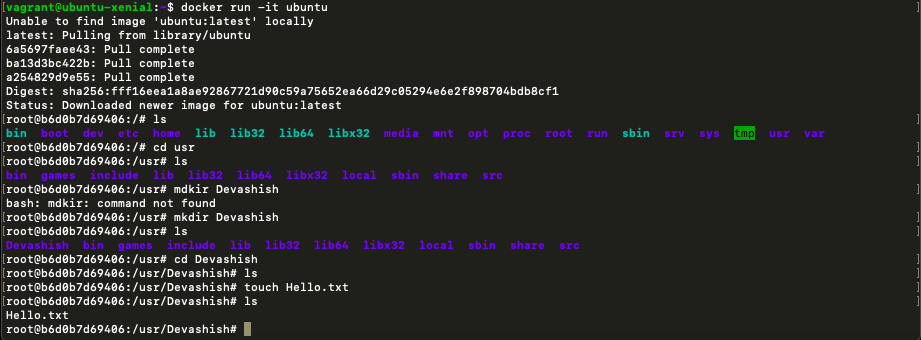 [vagrant@ubuntu-xenial:~$ docker run -it ubuntu ]
Unable to find image 'ubuntu:latest' locally
latest: Pulling from library/ubuntu
6a5697faee43: Pull complete
ba13d3bc422b: Pull complete
a254829d9e55: Pull complete
Digest: sha256:fff16eea1a8ae92867721d90c59a75652ea66d29c05294e6e2f898704bdb8cf1
Status: Downloaded newer image for ubuntu:latest
[root@b6d0b7d69406:/# ls ]
bin boot dev etc home lib lib32 lib64 libx32 media mnt opt proc root run sbin srv sys tmp usr var
[root@b6d0b7d69406:/# cd usr ]
[root@b6d0b7d69406:/usr# ls ]
bin games include lib lib32 lib64 libx32 local sbin share src
[root@b6d0b7d69406:/usr# mdkir Devashish ]
bash: mdkir: command not found
[root@b6d0b7d69406:/usr# mkdir Devashish ]
[root@b6d0b7d69406:/usr# ls ]
Devashish bin games include lib lib32 lib64 libx32 local sbin share src
[root@b6d0b7d69406:/usr# cd Devashish ]
[root@b6d0b7d69406:/usr/Devashish# ls ]
[root@b6d0b7d69406:/usr/Devashish# touch Hello.txt ]
[root@b6d0b7d69406:/usr/Devashish# ls ]
Hello.txt
root@b6d0b7d69406:/usr/Devashish#